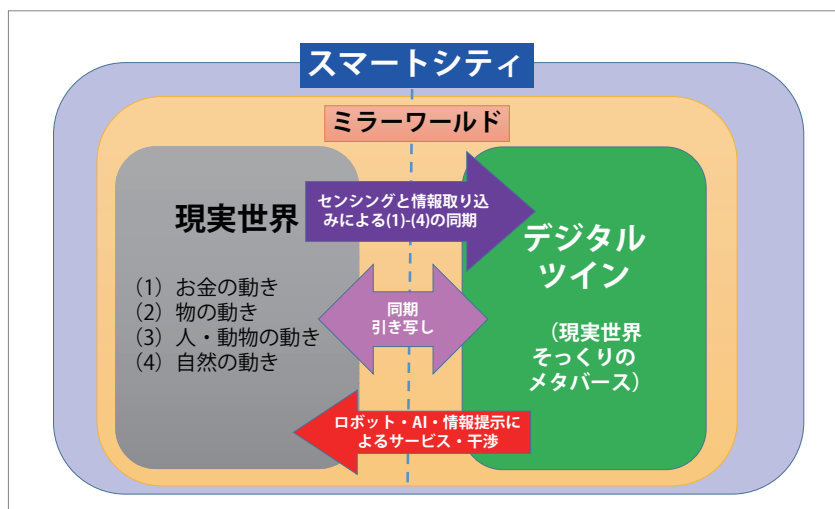 スマートシティ
ミラーワールド
現実世界
(1) お金の動き
(2) 物の動き
(3) 人・動物の動き
(4) 自然の動き
センシングと情報取り込
みによる(1)-(4)の同期
同期
引き写し
ロボット・AI・情報提示に
よるサービス・干渉
デジタル
ツイン
(現実世界
そっくりの
メタバース)